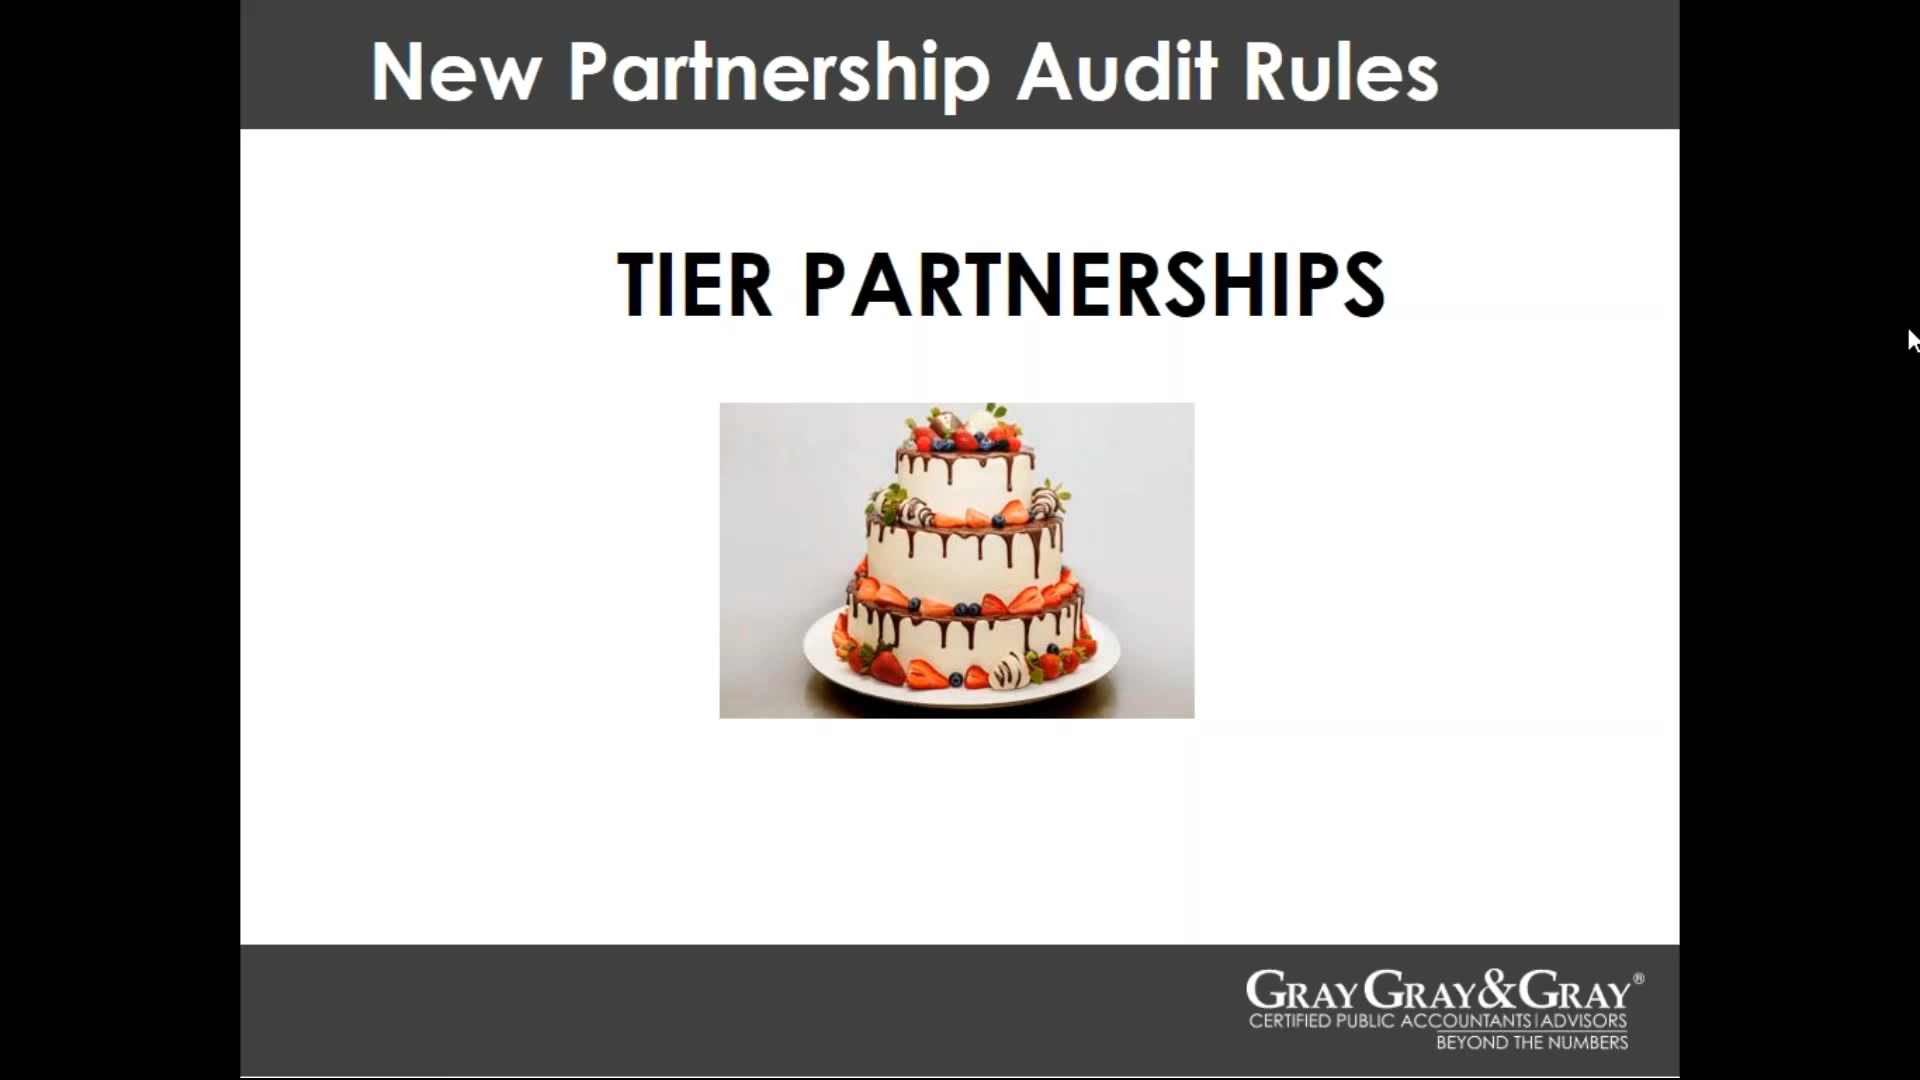 New Partnership Audit Rules
TIER PARTNERSHIPS
GRAY GRAY & GRAY®
CERTIFIED PUBLIC ACCOUNTANTS|ADVISORS
BEYOND THE NUMBERS